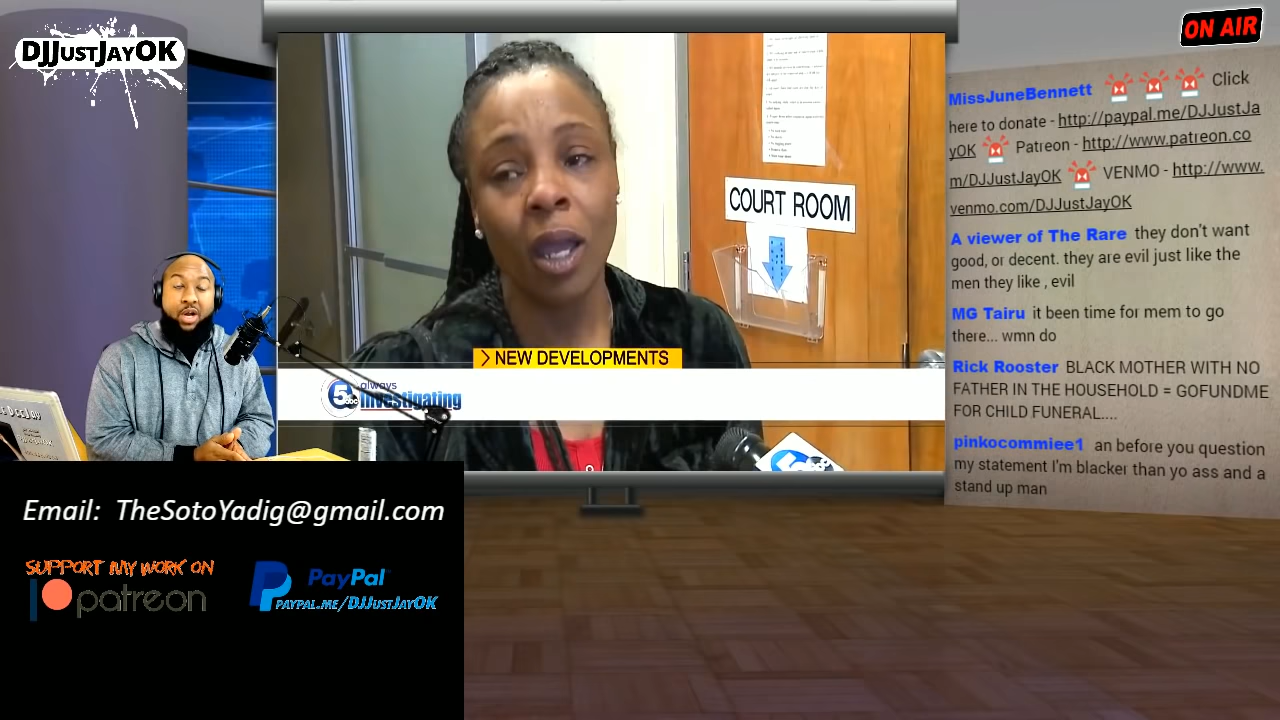 DJJustJayOK
ON AIR
COURT ROOM
NEW DEVELOPMENTS
5
abc
always
investigating
5
MissJuneBennett 🚨 🚨 🚨 Click
here to donate - http://paypal.me/DJJustJa
yOK 🚨 Patreon - http://www.patreon.co
m/DJJustJayOK 🚨 VENMO - http://www.
venmo.com/DJJustJayOK
A viewer of The Rare they don't want
good, or decent. they are evil just like the
men they like , evil
MG Tairu it been time for mem to go
there... wmn do
Rick Rooster BLACK MOTHER WITH NO
FATHER IN THE HOUSEHOLD = GOFUNDME
FOR CHILD FUNERAL....
pinkocommiee1 an before you question
my statement I'm blacker than yo ass and a
stand up man
Email: TheSotoYadig@gmail.com
SUPPORT MY WORK ON
patreon
PayPal
PAYPAL.ME/DJJUSTJAYOK